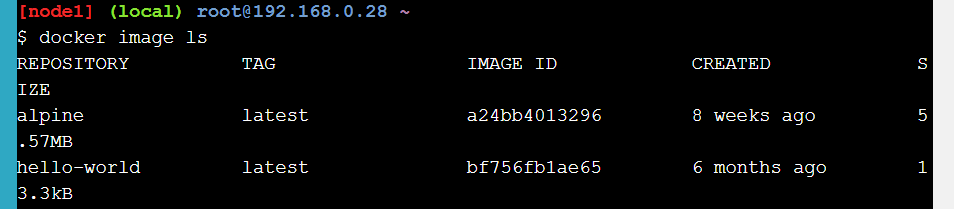 [node1] (local) root@192.168.0.28 ~
$ docker image ls
REPOSITORY          TAG                 IMAGE ID            CREATED             S
IZE
alpine              latest              a24bb4013296        8 weeks ago         5
.57MB
hello-world         latest              bf756fb1ae65        6 months ago        1
3.3kB